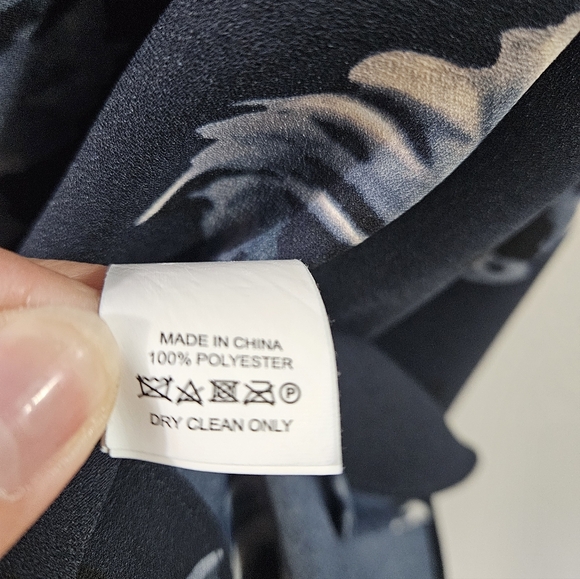 MADE IN CHINA
100% POLYESTER
P
DRY CLEAN ONLY